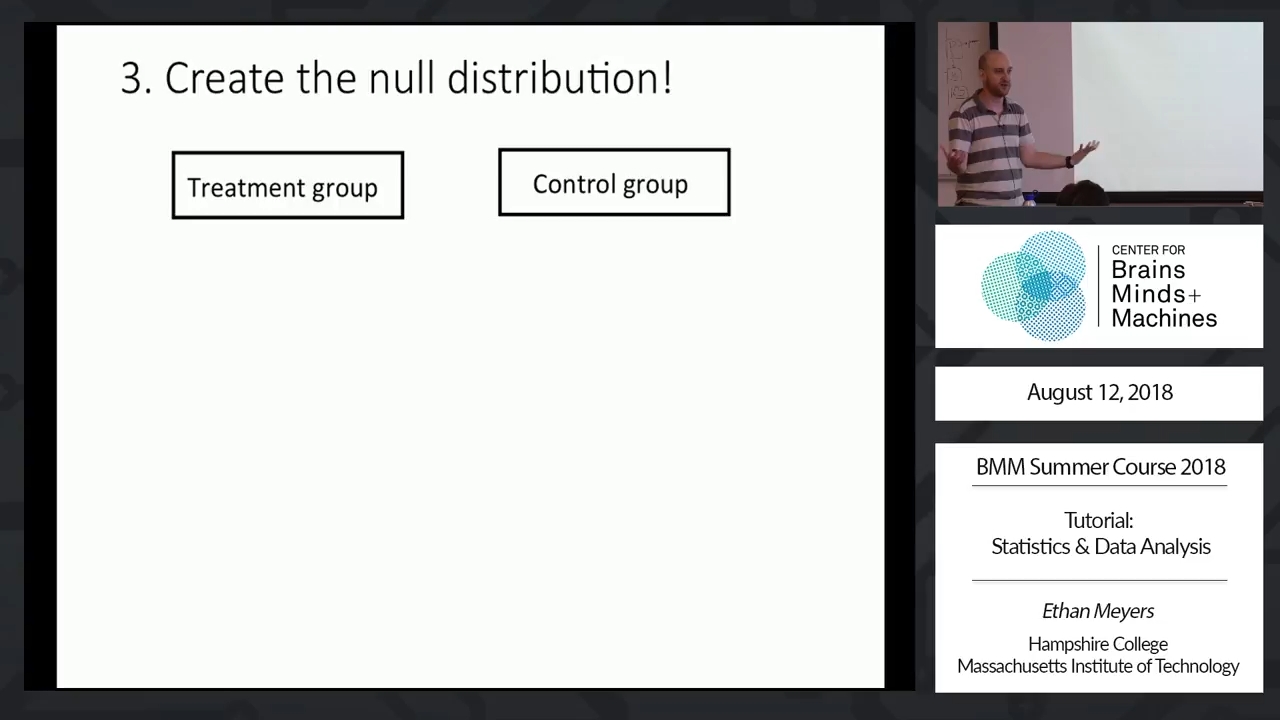 3. Create the null distribution!
Treatment group
Control group
CENTER FOR
Brains
Minds+
Machines
August 12, 2018
BMM Summer Course 2018
Tutorial:
Statistics & Data Analysis
Ethan Meyers
Hampshire College
Massachusetts Institute of Technology